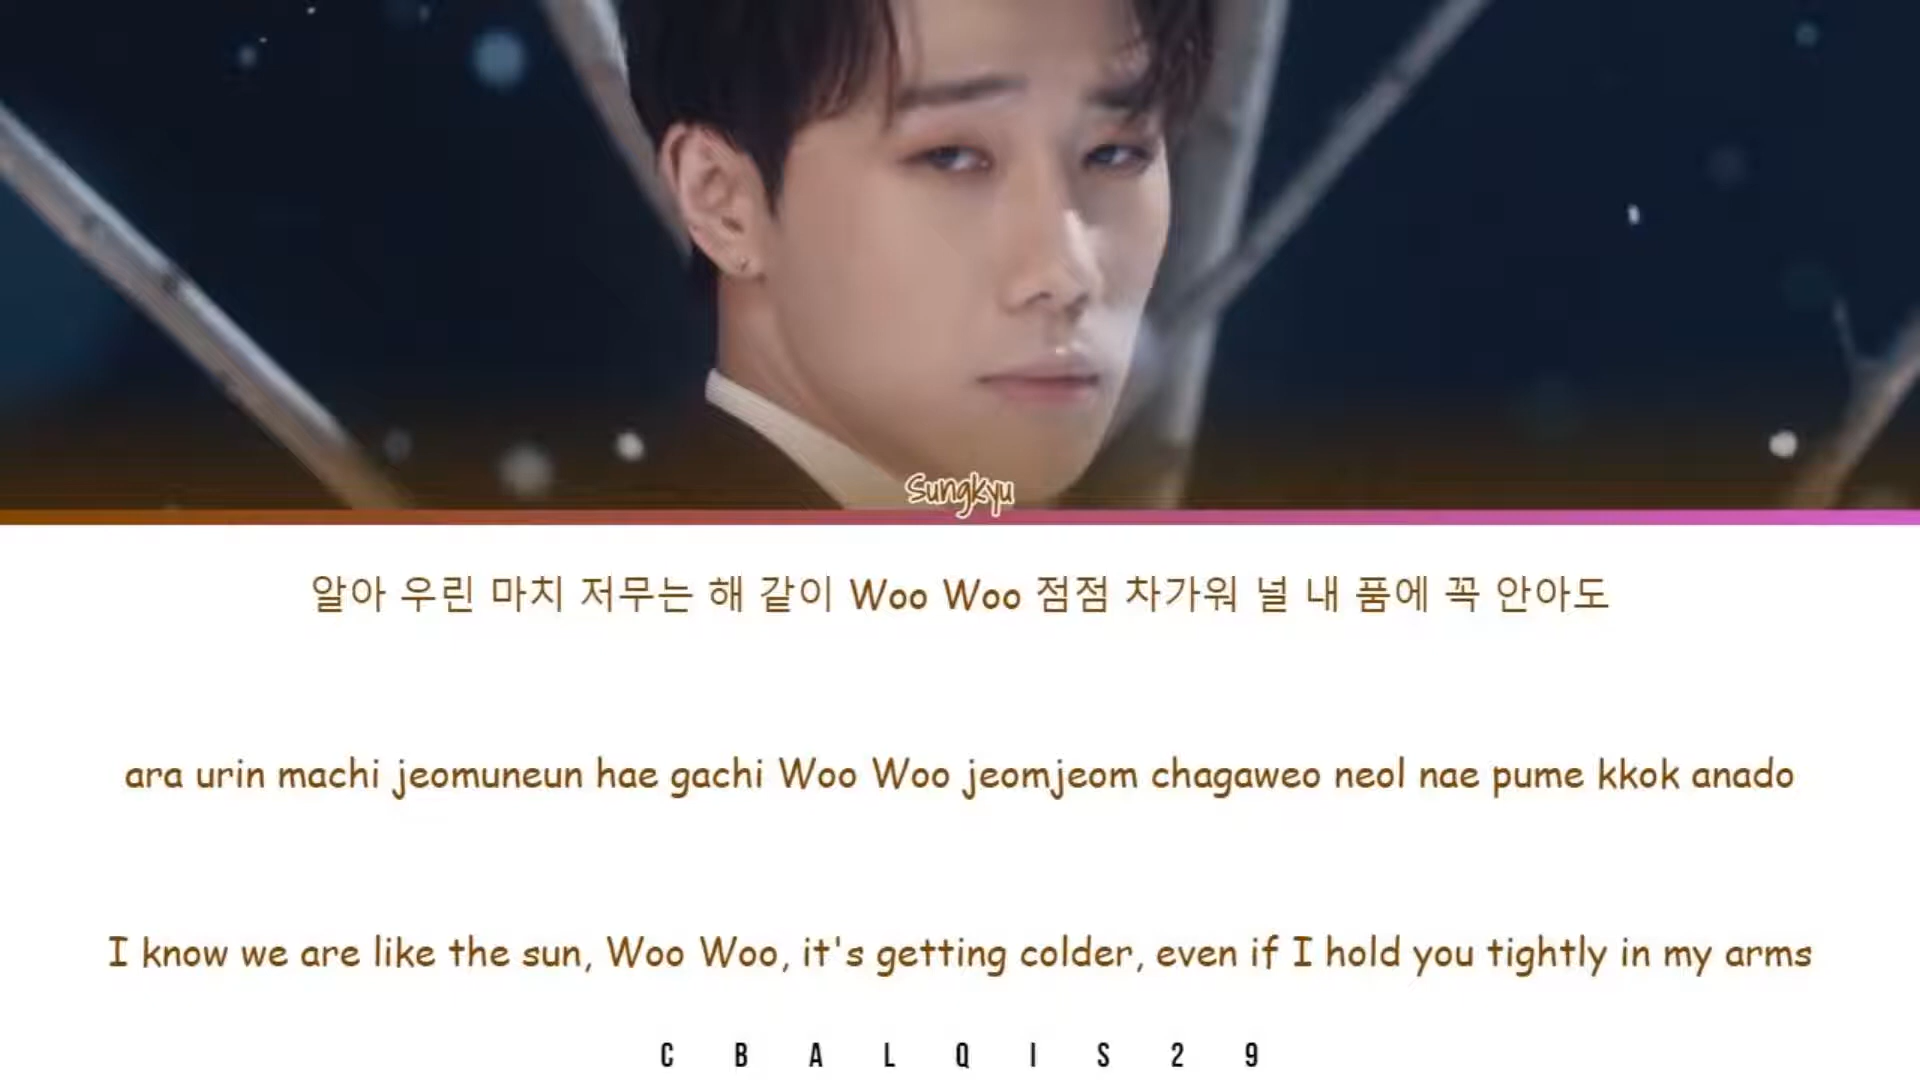 Sungkyu
알아 우린 마치 저무는 해 같이 Woo Woo 점점 차가워 널 내 품에 꼭 안아도
ara urin machi jeomuneun hae gachi Woo Woo jeomjeom chagaweo neol nae pume kkok anado
I know we are like the sun, Woo Woo, it's getting colder, even if I hold you tightly in my arms
CBALQIS29